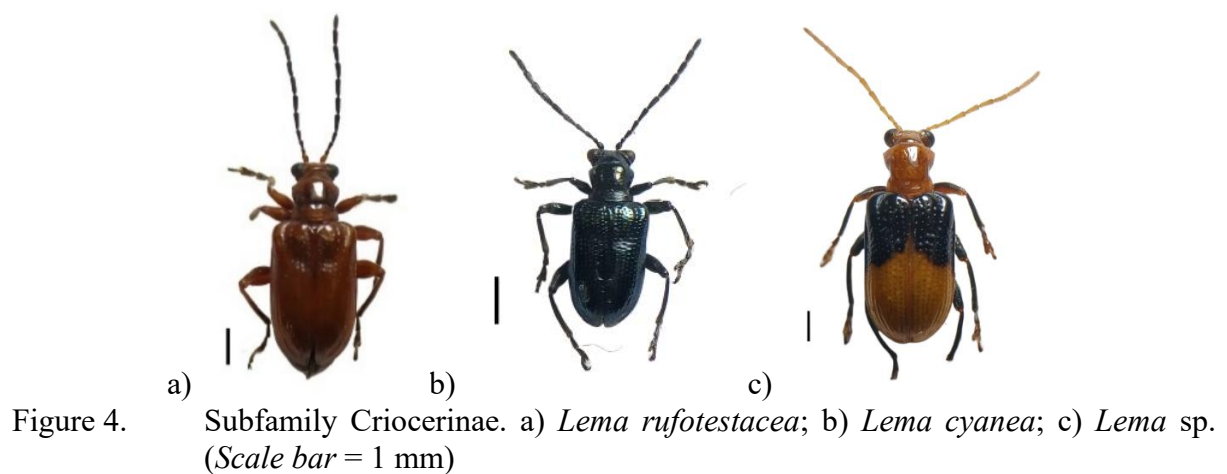 a) b) c)
Figure 4. Subfamily Criocerinae. a) Lema rufotestacea; b) Lema cyanea; c) Lema sp.
(Scale bar = 1 mm)